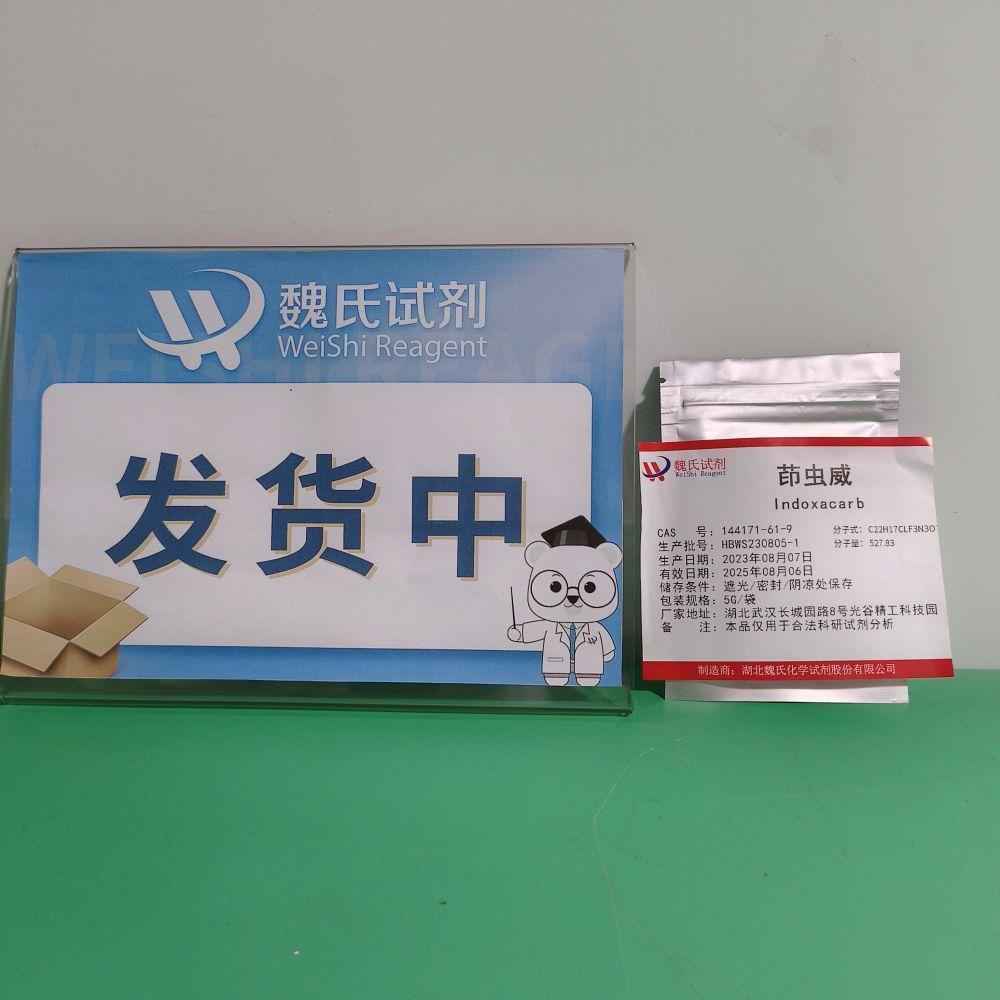 魏氏试剂
WeiShi Reagent
WEISHI REAG
发货中
魏氏试剂
WeiShi Reagent
茚虫威
Indoxacarb
CAS 号：144171-61-9
分子式：C22H17CLF3N3O7
生产批号：HBWS230805-1
分子量：527.83
生产日期：2023年08月07日
有效日期：2025年08月06日
储存条件：遮光/密封/阴凉处保存
包装规格：5G/袋
厂家地址：湖北武汉长城园路8号光谷精工科技园
备 注：本品仅用于合法科研试剂分析
制造商：湖北魏氏化学试剂股份有限公司